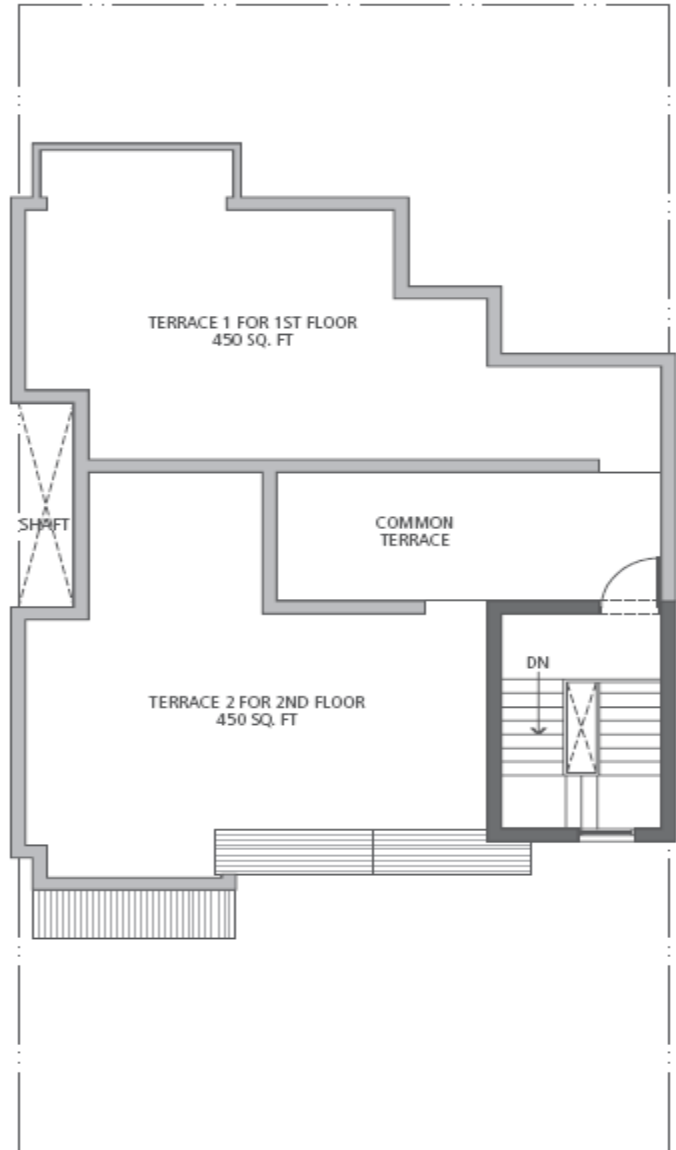 TERRACE 1 FOR 1ST FLOOR
450 SQ. FT
SHAFT
COMMON
TERRACE
DN
TERRACE 2 FOR 2ND FLOOR
450 SQ. FT